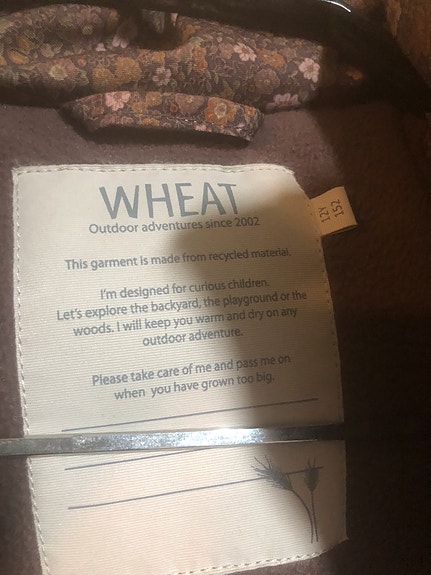 WHEAT
Outdoor adventures since 2002
This garment is made from recycled material.
I'm designed for curious children.
Let's explore the backyard, the playground or the
woods. I will keep you warm and dry on any
outdoor adventure.
Please take care of me and pass me on
when you have grown too big.
152
12Y